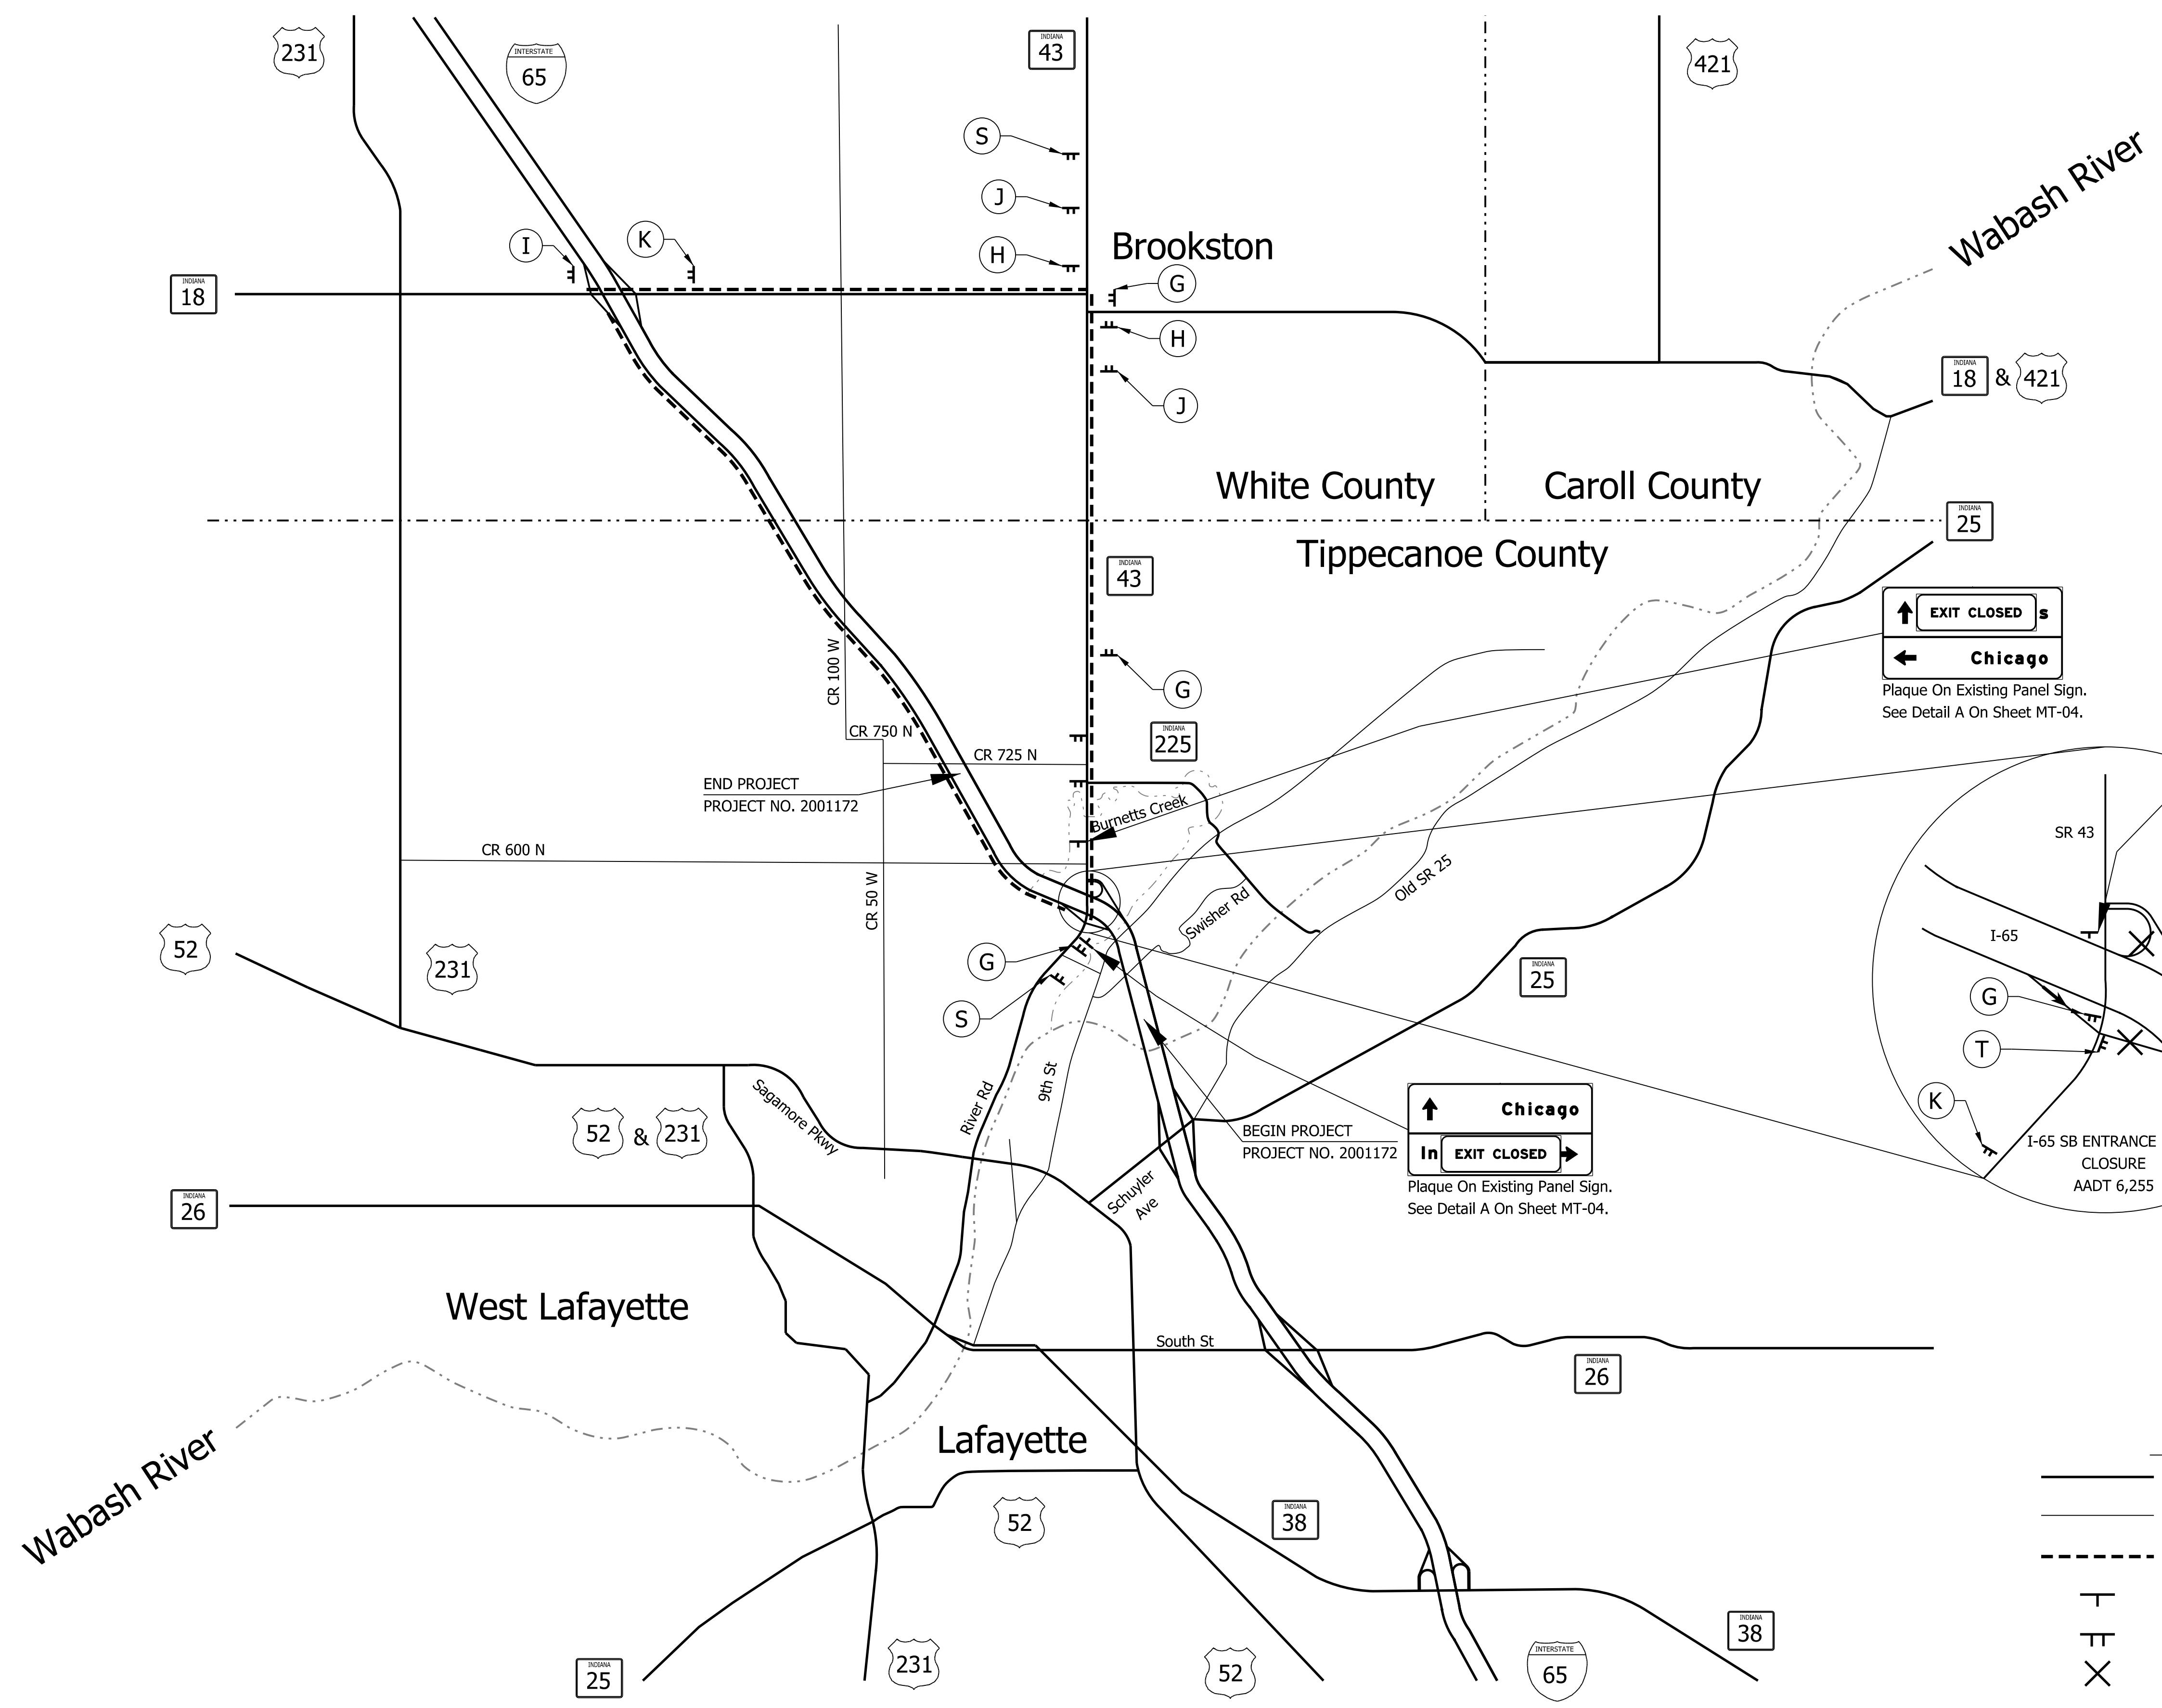 231
INTERSTATE
65
INDIANA
43
421
S
J
H
I
K
Brookston
G
H
J
Wabash River
INDIANA
18
INDIANA
18
&
421
White County
Caroll County
Tippecanoe County
INDIANA
25
INDIANA
43
EXIT CLOSED
s
Chicago
Plaque On Existing Panel Sign.
See Detail A On Sheet MT-04.
CR 100 W
G
CR 750 N
CR 725 N
INDIANA
225
END PROJECT
PROJECT NO. 2001172
Burnetts Creek
SR 43
CR 600 N
CR 50 W
Old SR 25
Swisher Rd
52
231
G
S
INDIANA
25
I-65
G
T
K
I-65 SB ENTRANCE
CLOSURE
AADT 6,255
9th St
River Rd
Sagamore Pkwy
52
&
231
BEGIN PROJECT
PROJECT NO. 2001172
Chicago
In
EXIT CLOSED
Plaque On Existing Panel Sign.
See Detail A On Sheet MT-04.
Schuyler
Ave
INDIANA
26
West Lafayette
South St
INDIANA
26
Lafayette
Wabash River
52
INDIANA
38
INDIANA
38
INDIANA
25
231
52
INTERSTATE
65